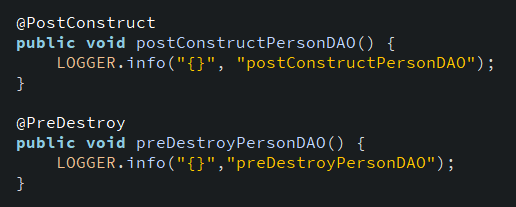 @PostConstruct
public void postConstructPersonDAO() {
    LOGGER.info("{}", "postConstructPersonDAO");
}

@PreDestroy
public void preDestroyPersonDAO() {
    LOGGER.info("{}","preDestroyPersonDAO");
}